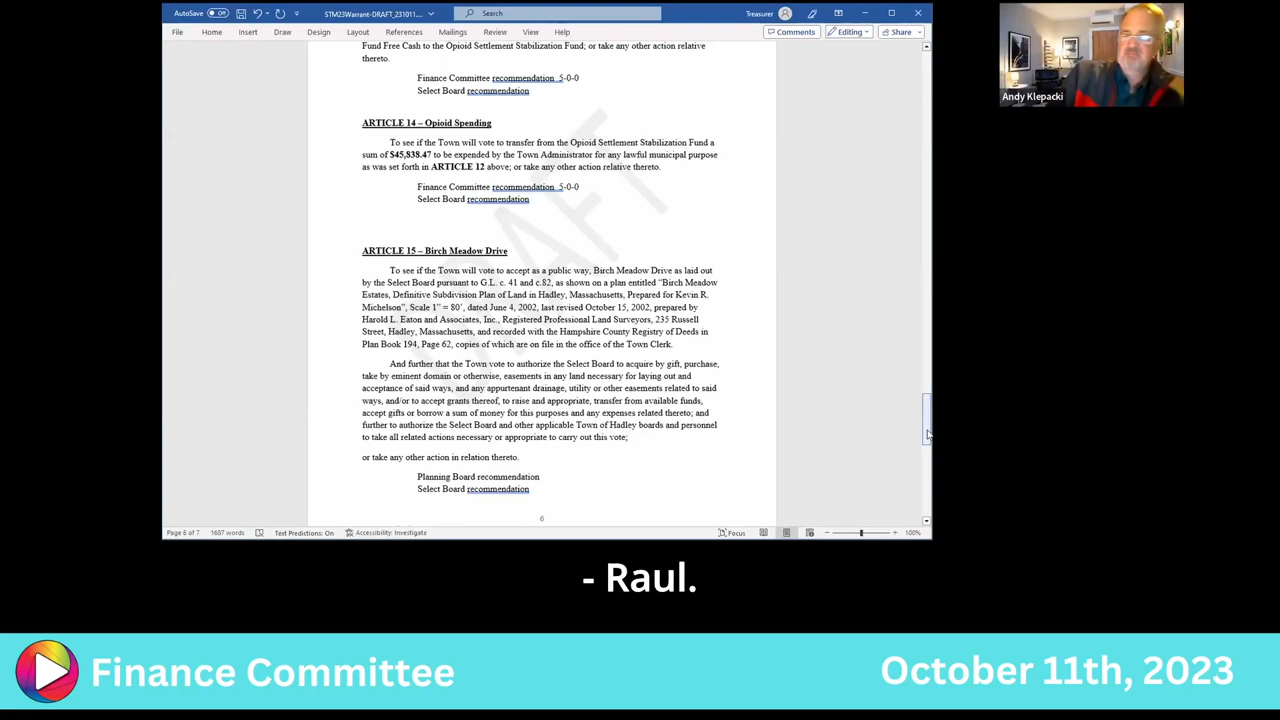 AutoSave Off STM23Warrant-DRAFT_231011... Search Treasurer
File Home Insert Draw Design Layout References Mailings Review View Help Comments Editing Share
Fund Free Cash to the Opioid Settlement Stabilization Fund; or take any other action relative
thereto.
Finance Committee recommendation 5-0-0
Select Board recommendation
ARTICLE 14 – Opioid Spending
To see if the Town will vote to transfer from the Opioid Settlement Stabilization Fund a
sum of $45,838.47 to be expended by the Town Administrator for any lawful municipal purpose
as was set forth in ARTICLE 12 above; or take any other action relative thereto.
Finance Committee recommendation 5-0-0
Select Board recommendation
DRAFT
ARTICLE 15 – Birch Meadow Drive
To see if the Town will vote to accept as a public way, Birch Meadow Drive as laid out
by the Select Board pursuant to G.L. c. 41 and c.82, as shown on a plan entitled “Birch Meadow
Estates, Definitive Subdivision Plan of Land in Hadley, Massachusetts, Prepared for Kevin R.
Michelson”, Scale 1” = 80’, dated June 4, 2002, last revised October 15, 2002, prepared by
Harold L. Eaton and Associates, Inc., Registered Professional Land Surveyors, 235 Russell
Street, Hadley, Massachusetts, and recorded with the Hampshire County Registry of Deeds in
Plan Book 194, Page 62, copies of which are on file in the office of the Town Clerk.
And further that the Town vote to authorize the Select Board to acquire by gift, purchase,
take by eminent domain or otherwise, easements in any land necessary for laying out and
acceptance of said ways, and any appurtenant drainage, utility or other easements related to said
ways, and/or to accept grants thereof, to raise and appropriate, transfer from available funds,
accept gifts or borrow a sum of money for this purposes and any expenses related thereto; and
further to authorize the Select Board and other applicable Town of Hadley boards and personnel
to take all related actions necessary or appropriate to carry out this vote;
or take any other action in relation thereto.
Planning Board recommendation
Select Board recommendation
6
Page 6 of 7 1687 words Text Predictions: On Accessibility: Investigate Focus 100%
Andy Klepacki
- Raul.
Finance Committee
October 11th, 2023